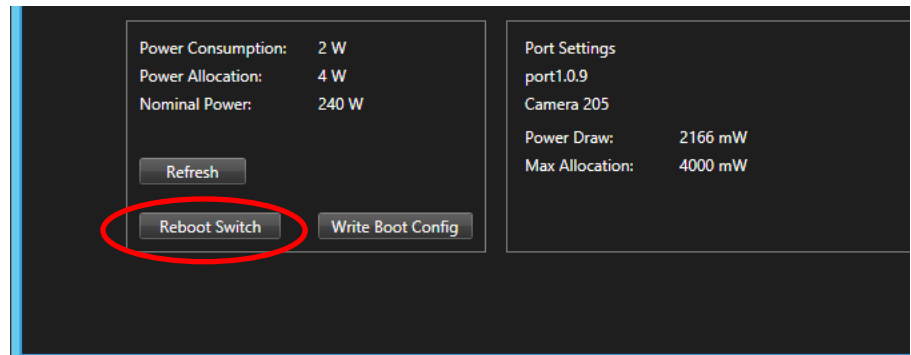 Power Consumption: 2 W
Power Allocation: 4 W
Nominal Power: 240 W
Refresh
Reboot Switch Write Boot Config
Port Settings
port1.0.9
Camera 205
Power Draw: 2166 mW
Max Allocation: 4000 mW